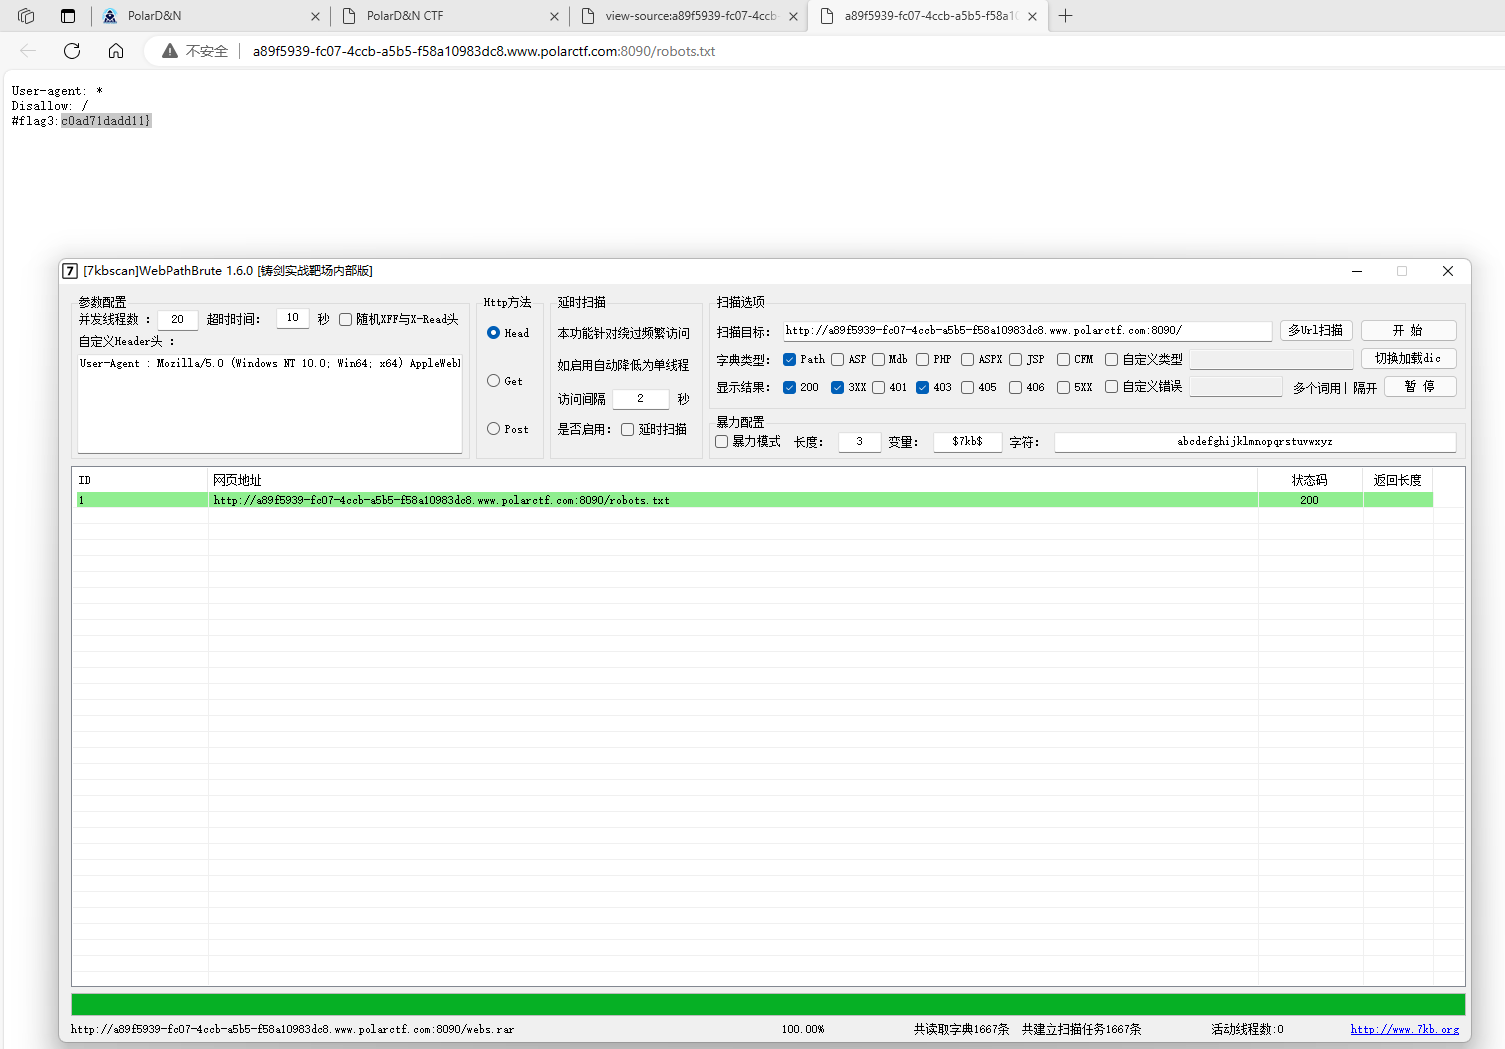 PolarD&N
PolarD&N CTF
view-source:a89f5939-fc07-4ccb-
a89f5939-fc07-4ccb-a5b5-f58a10
不安全
a89f5939-fc07-4ccb-a5b5-f58a10983dc8.www.polarctf.com:8090/robots.txt
User-agent: *
Disallow: /
#flag3:c0ad71dadd11}
7 [7kbscan]WebPathBrute 1.6.0 [铸剑实战靶场内部版]
参数配置
并发线程数 : 20 超时时间: 10 秒 随机XFF与X-Read头
自定义Header头 :
User-Agent : Mozilla/5.0 (Windows NT 10.0; Win64; x64) AppleWebl
Http方法
Head
Get
Post
延时扫描
本功能针对绕过频繁访问
如启用自动降低为单线程
访问间隔 2 秒
是否启用: 延时扫描
扫描选项
扫描目标: http://a89f5939-fc07-4ccb-a5b5-f58a10983dc8.www.polarctf.com:8090/ 多Url扫描 开 始
字典类型: Path ASP Mdb PHP ASPX JSP CFM 自定义类型 切换加载dic
显示结果: 200 3XX 401 403 405 406 5XX 自定义错误 多个词用| 隔开 暂 停
暴力配置
暴力模式 长度: 3 变量: $7kb$ 字符: abcdefghijklmnopqrstuvwxyz
ID 网页地址 状态码 返回长度
1 http://a89f5939-fc07-4ccb-a5b5-f58a10983dc8.www.polarctf.com:8090/robots.txt 200
http://a89f5939-fc07-4ccb-a5b5-f58a10983dc8.www.polarctf.com:8090/webs.rar 100.00% 共读取字典1667条 共建立扫描任务1667条 活动线程数:0 http://www.7kb.org